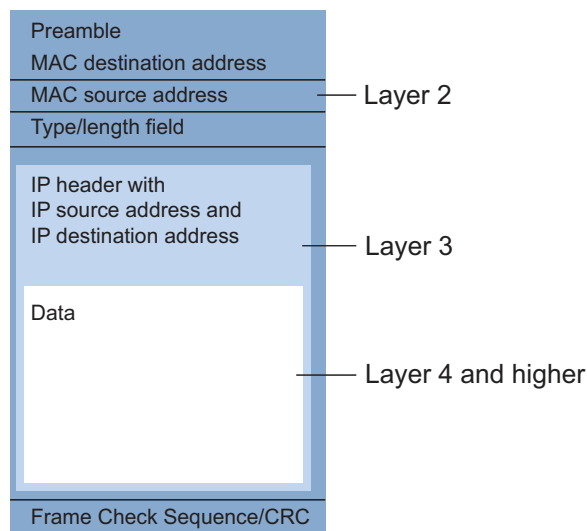 Preamble
MAC destination address
MAC source address
Layer 2
Type/length field
IP header with
IP source address and
IP destination address
Layer 3
Data
Layer 4 and higher
Frame Check Sequence/CRC